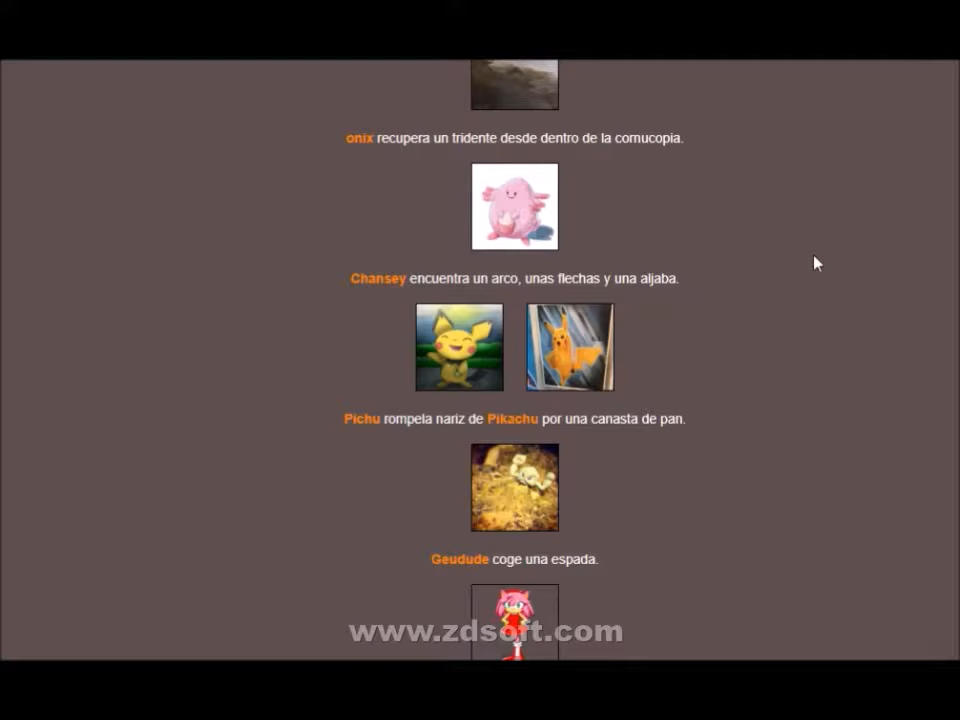 onix recupera un tridente desde dentro de la cornucopia.
Chansey encuentra un arco, unas flechas y una aljaba.
Pichu rompela nariz de Pikachu por una canasta de pan.
Geudude coge una espada.
www.zdsoft.com